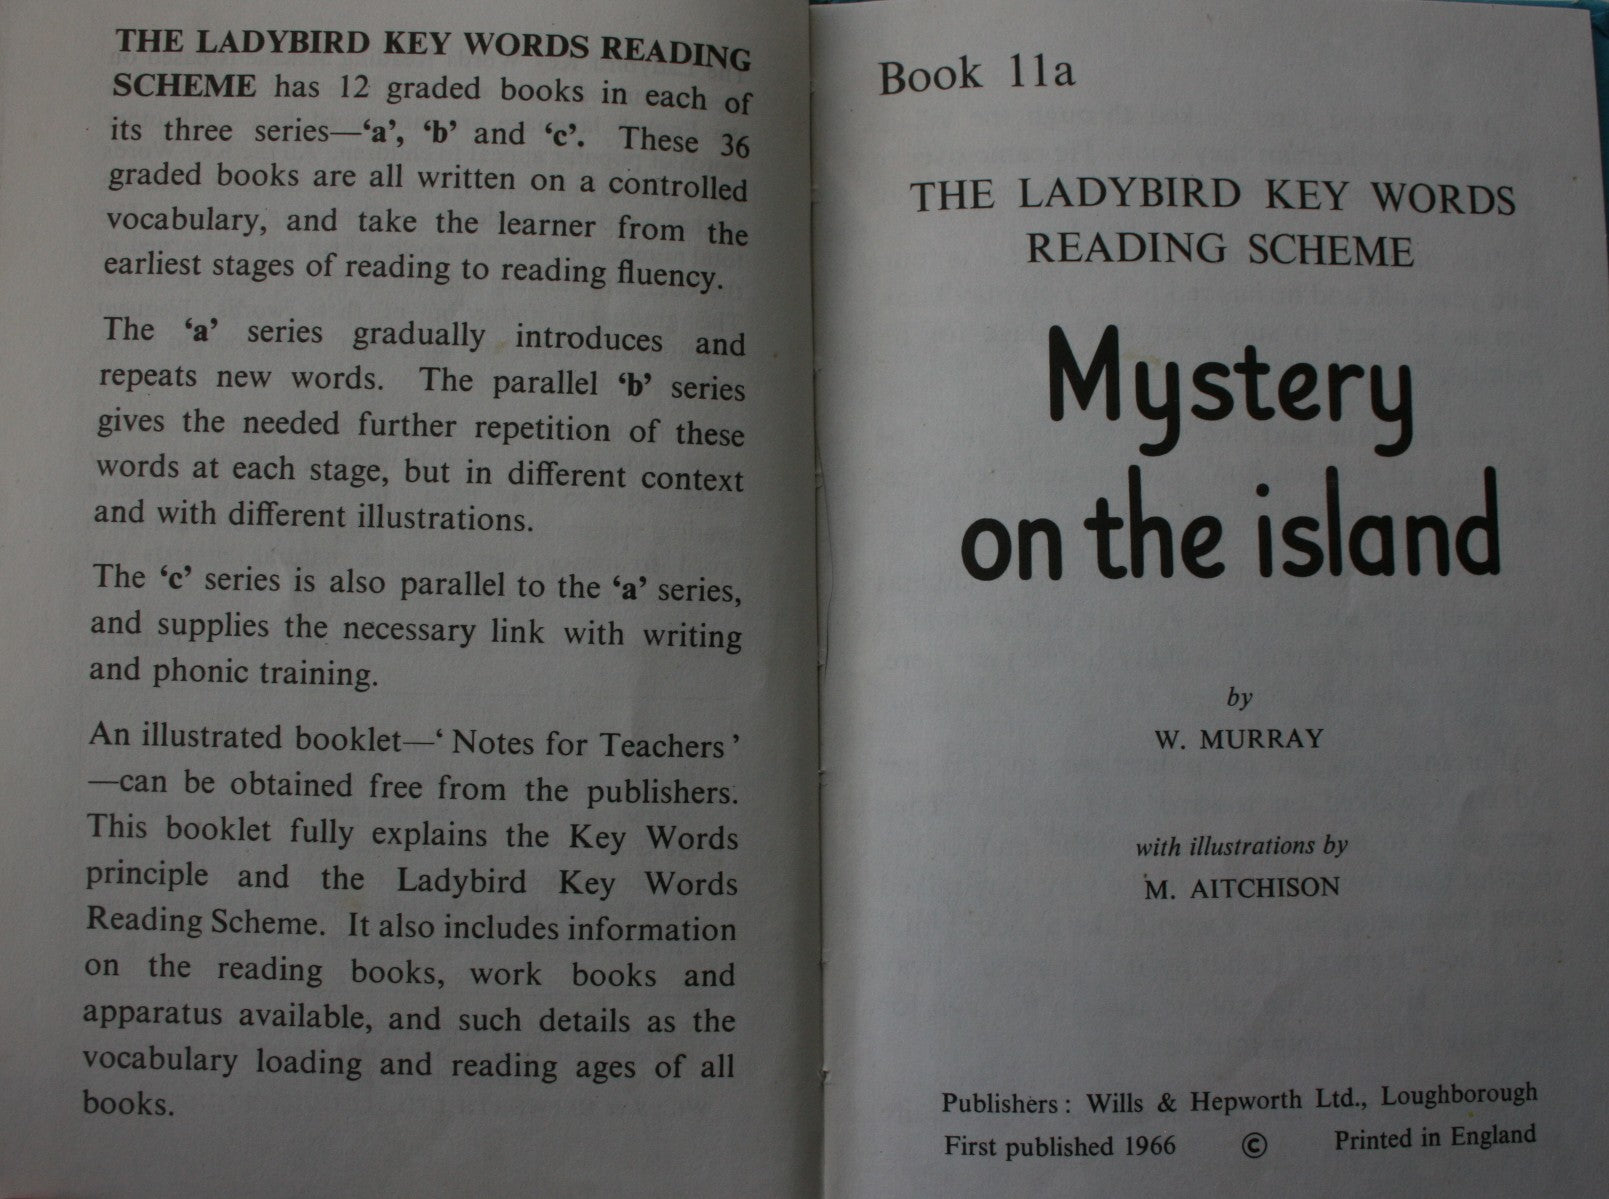 THE LADYBIRD KEY WORDS READING
SCHEME has 12 graded books in each of
its three series—‘a’, ‘b’ and ‘c’. These 36
graded books are all written on a controlled
vocabulary, and take the learner from the
earliest stages of reading to reading fluency.
The ‘a’ series gradually introduces and
repeats new words. The parallel ‘b’ series
gives the needed further repetition of these
words at each stage, but in different context
and with different illustrations.
The ‘c’ series is also parallel to the ‘a’ series,
and supplies the necessary link with writing
and phonic training.
An illustrated booklet—‘ Notes for Teachers ’
—can be obtained free from the publishers.
This booklet fully explains the Key Words
principle and the Ladybird Key Words
Reading Scheme. It also includes information
on the reading books, work books and
apparatus available, and such details as the
vocabulary loading and reading ages of all
books.
Book 11a
THE LADYBIRD KEY WORDS
READING SCHEME
Mystery
on the island
by
W. MURRAY
with illustrations by
M. AITCHISON
Publishers: Wills & Hepworth Ltd., Loughborough
First published 1966 © Printed in England